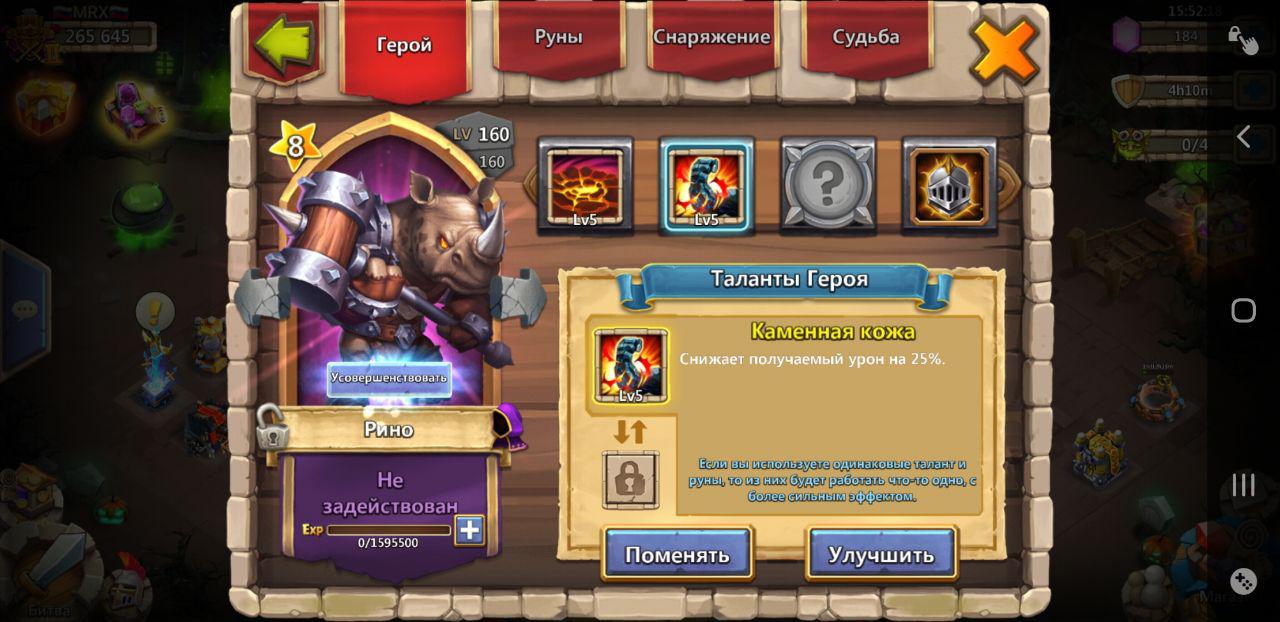 MRX
265 645
II
Герой
Руны
Снаряжение
Судьба
15:52:18
184
4h10m
0/4
8
LV 160
160
Lv5
Lv5
?
Таланты Героя
Каменная кожа
Снижает получаемый урон на 25%.
Lv5
Если вы используете одинаковые талант и
руны, то из них будет работать что-то одно, с
более сильным эффектом.
Усовершенствовать
Рино
Не
задействован
Exp
0/1595500
Поменять
Улучшить
Битва